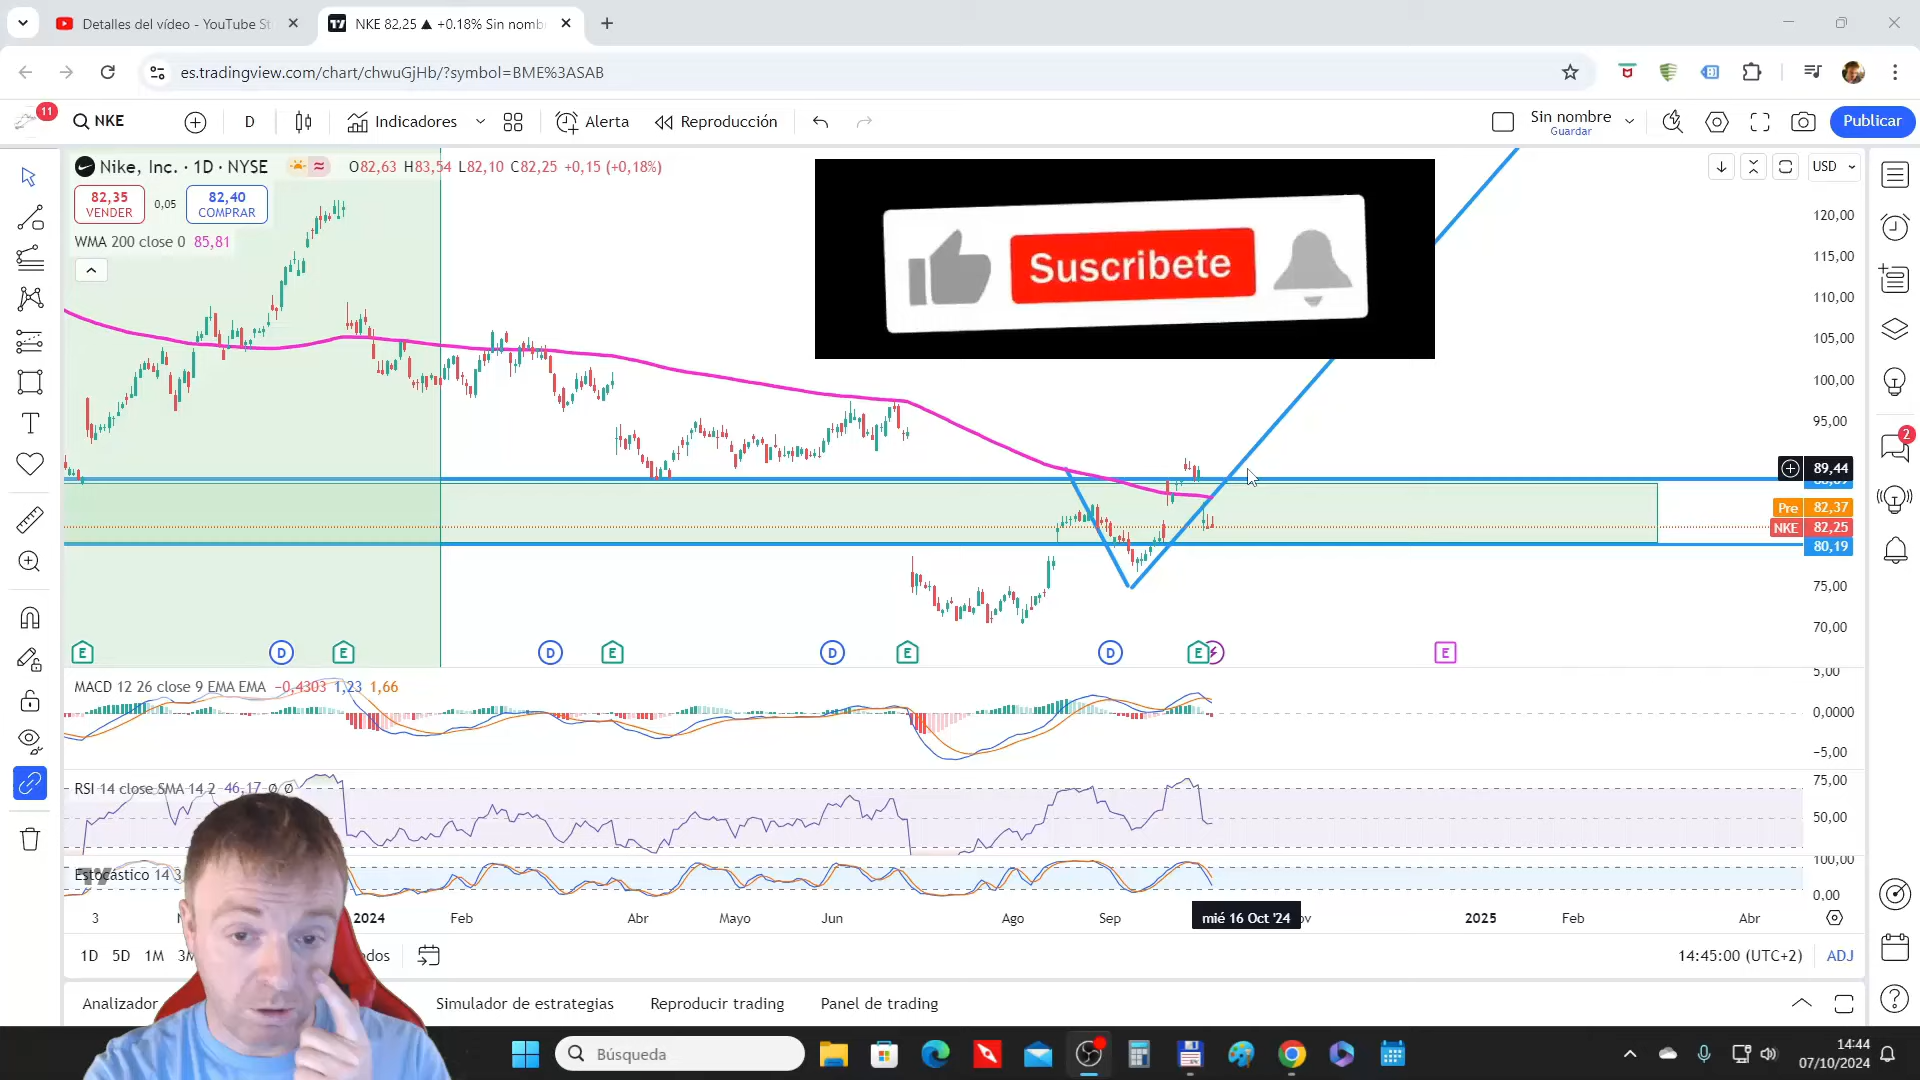 Detalles del vídeo - YouTube St
NKE 82,25 ▲ +0.18% Sin nomb
es.tradingview.com/chart/chwuGjHb/?symbol=BME%3ASAB
11
NKE
D
Indicadores
Alerta
Reproducción
Sin nombre
Guardar
Publicar
Nike, Inc. · 1D · NYSE
O82,63 H83,54 L82,10 C82,25 +0,15 (+0,18%)
USD
82,35
VENDER
0,05
82,40
COMPRAR
WMA 200 close 0 85,81
Suscribete
120,00
115,00
110,00
105,00
100,00
95,00
89,44
Pre 82,37
NKE 82,25
80,19
75,00
70,00
2
E
D
E
D
E
D
E
D
E
E
MACD 12 26 close 9 EMA EMA −0,4303 1,23 1,66
5,00
0,0000
−5,00
RSI 14 close SMA 14 2 46,17 Ø Ø
75,00
50,00
Estocástico 14 3
100,00
0,00
3
2024
Feb
Abr
Mayo
Jun
Ago
Sep
mié 16 Oct '24
ov
2025
Feb
Abr
1D 5D 1M 3M
dos
14:45:00 (UTC+2)
ADJ
Analizador
Simulador de estrategias
Reproducir trading
Panel de trading
Búsqueda
14:44
07/10/2024